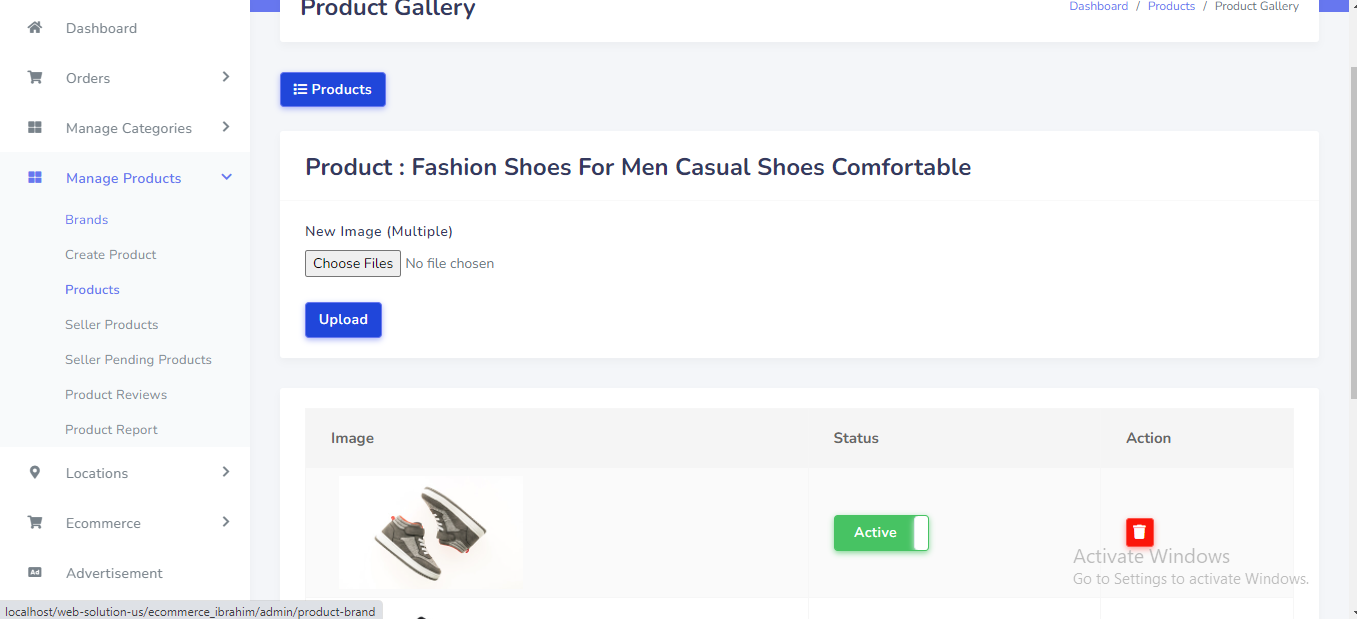 Product Gallery
Dashboard / Products / Product Gallery
Dashboard
Orders
Manage Categories
Manage Products
Brands
Create Product
Products
Seller Products
Seller Pending Products
Product Reviews
Product Report
Locations
Ecommerce
Ad Advertisement
Products
Product : Fashion Shoes For Men Casual Shoes Comfortable
New Image (Multiple)
Choose Files No file chosen
Upload
Image Status Action
Active
Activate Windows
Go to Settings to activate Windows.
localhost/web-solution-us/ecommerce_ibrahim/admin/product-brand